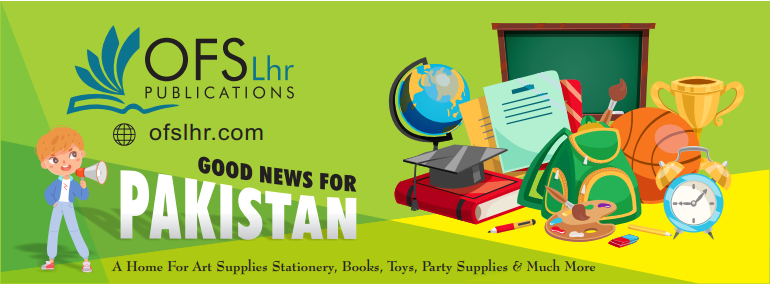 OFS Lhr
PUBLICATIONS
ofslhr.com
GOOD NEWS FOR
PAKISTAN
A Home For Art Supplies Stationery, Books, Toys, Party Supplies & Much More